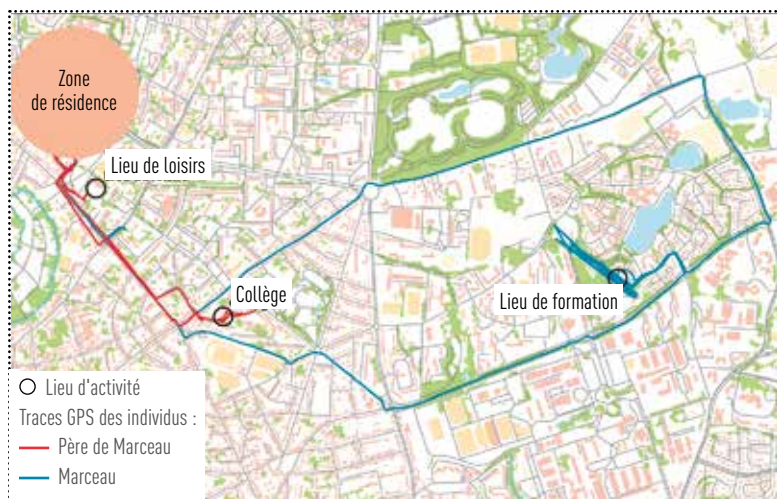 Zone
de résidence
Lieu de loisirs
Collège
Lieu de formation
Lieu d'activité
Traces GPS des individus :
Père de Marceau
Marceau